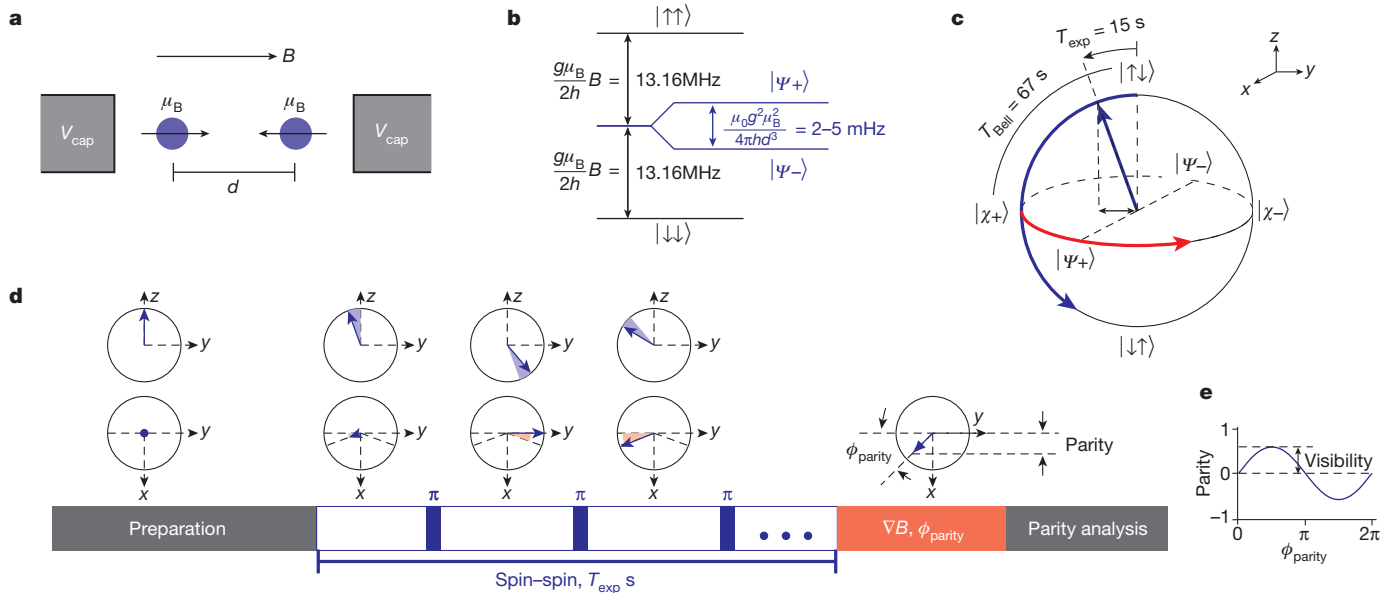 a
B
μB
μB
Vcap
Vcap
d
b
|↑↑⟩
gμB/2h B = 13.16MHz
|Ψ+⟩
μ0g²μB²/4πhd³ = 2–5 mHz
gμB/2h B = 13.16MHz
|Ψ−⟩
|↓↓⟩
c
Texp = 15 s
z
y
x
|↑↓⟩
TBell = 67 s
|Ψ−⟩
|χ+⟩
|χ−⟩
|Ψ+⟩
|↓↑⟩
d
z z z z
y y y y
y y y y y
ϕparity
Parity
x x x x x
π π π
Preparation
∇B, ϕparity
Parity analysis
Spin–spin, Texp s
e
1
Parity
Visibility
0
−1
0 π 2π
ϕparity